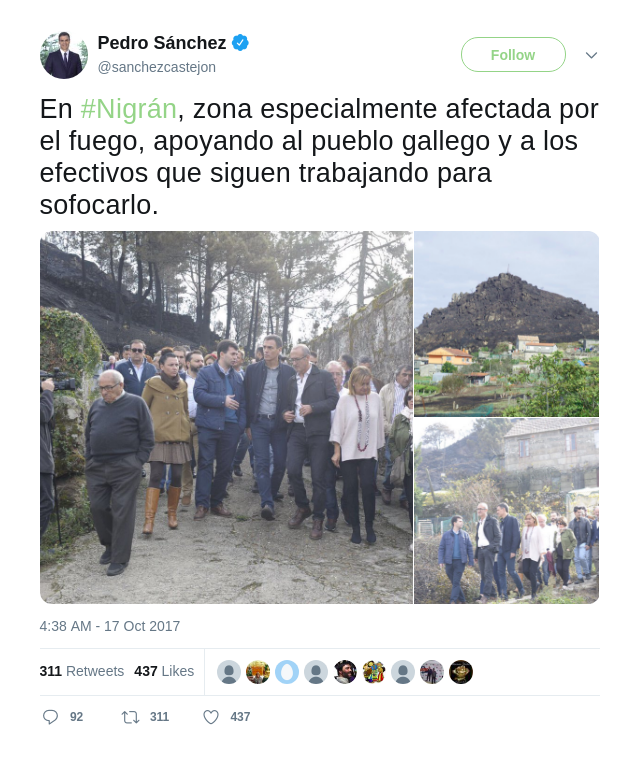 Pedro Sánchez
@sanchezcastejon
Follow
En #Nigrán, zona especialmente afectada por
el fuego, apoyando al pueblo gallego y a los
efectivos que siguen trabajando para
sofocarlo.
4:38 AM - 17 Oct 2017
311 Retweets 437 Likes
92 311 437